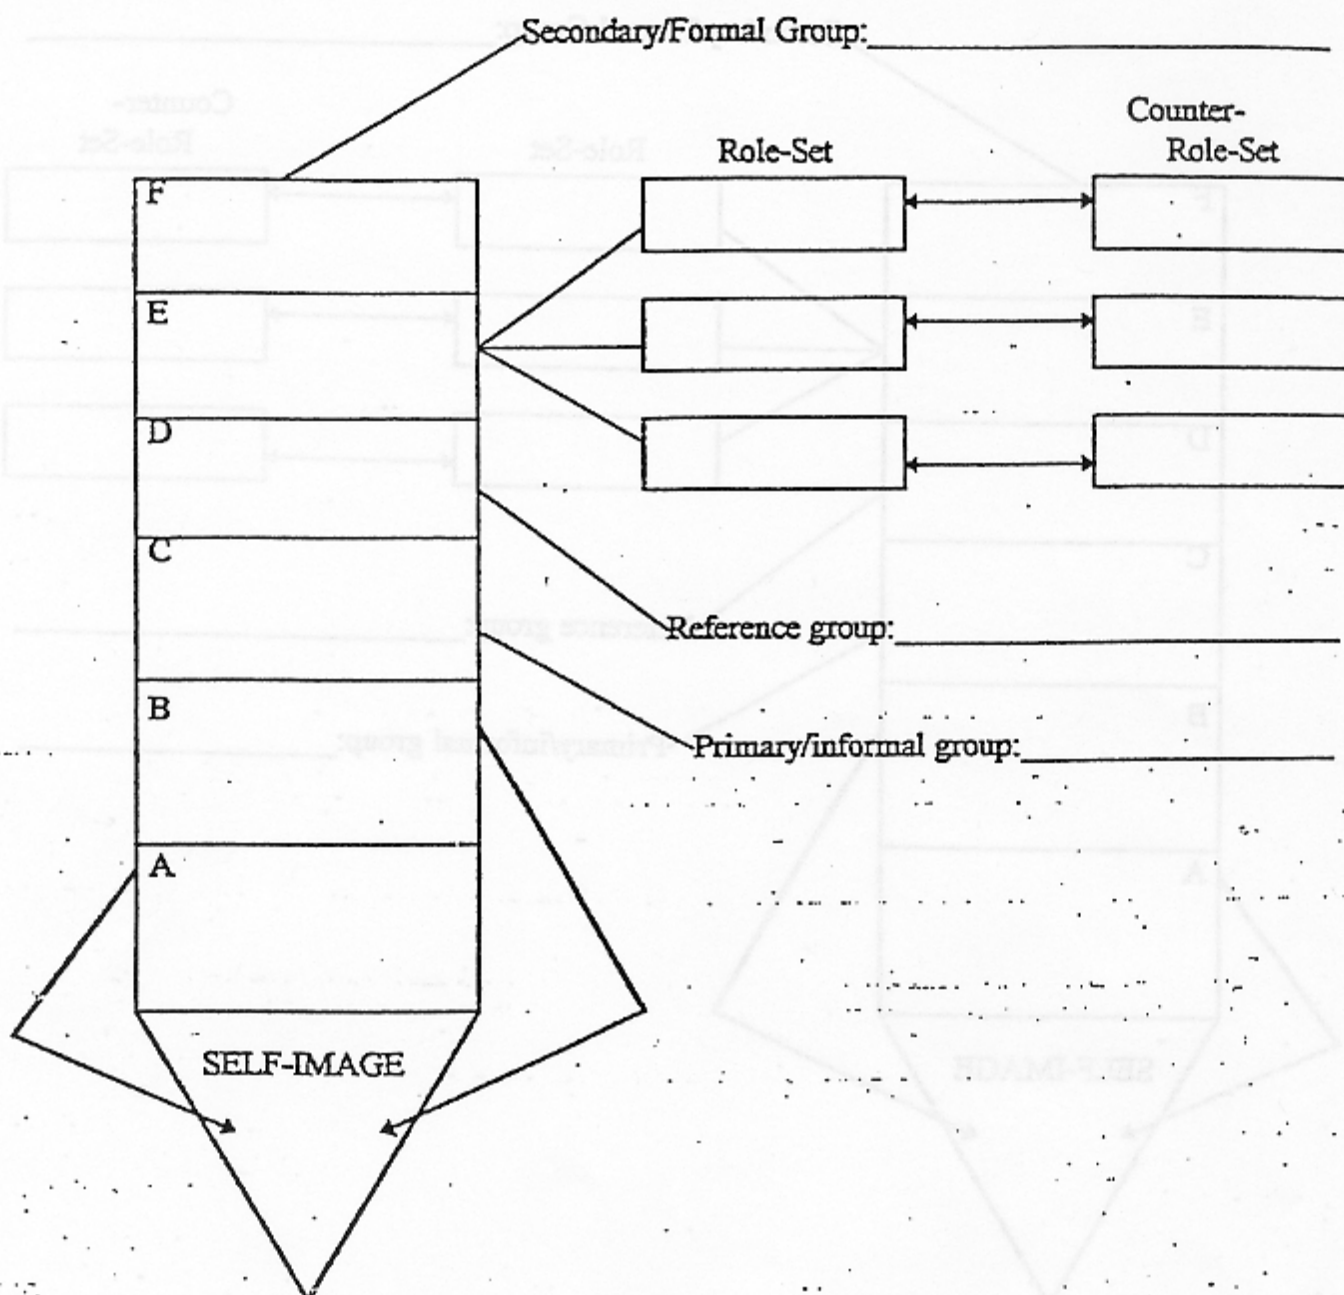 Secondary/Formal Group:
Counter-
Role-Set
Role-Set
F
E
D
C
Reference group:
B
Primary/informal group:
A
SELF-IMAGE